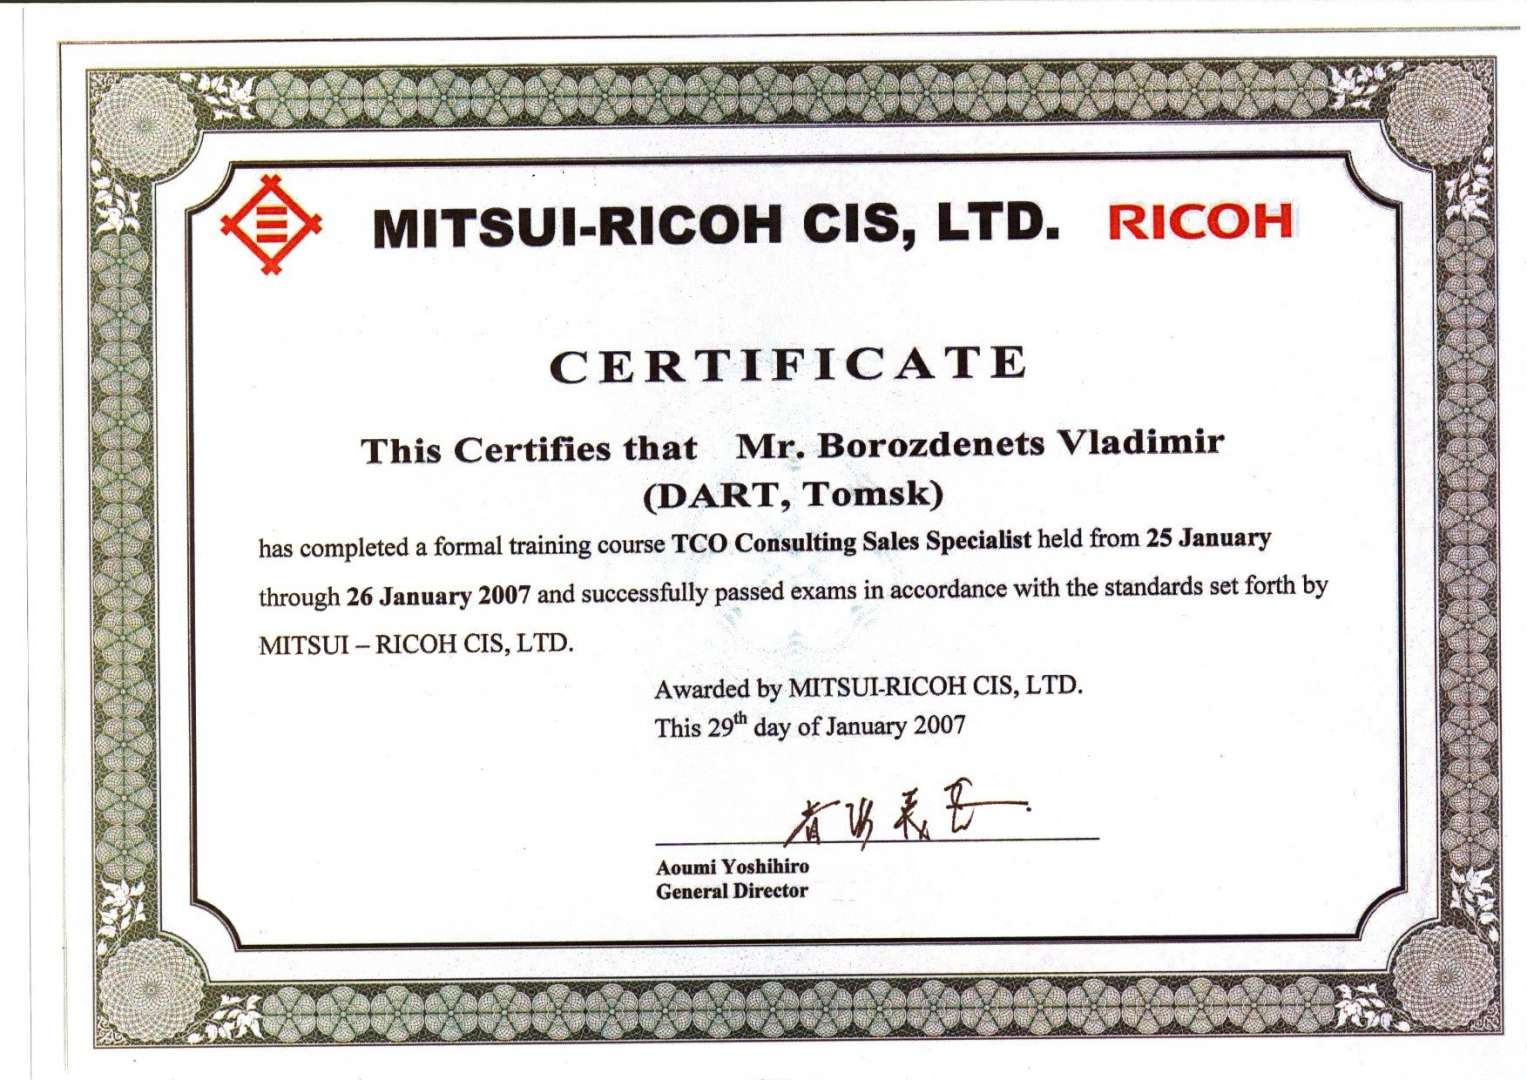 MITSUI-RICOH CIS, LTD. RICOH
CERTIFICATE
This Certifies that Mr. Borozdenets Vladimir
(DART, Tomsk)
has completed a formal training course TCO Consulting Sales Specialist held from 25 January
through 26 January 2007 and successfully passed exams in accordance with the standards set forth by
MITSUI – RICOH CIS, LTD.
Awarded by MITSUI-RICOH CIS, LTD.
This 29th day of January 2007
Aoumi Yoshihiro
General Director